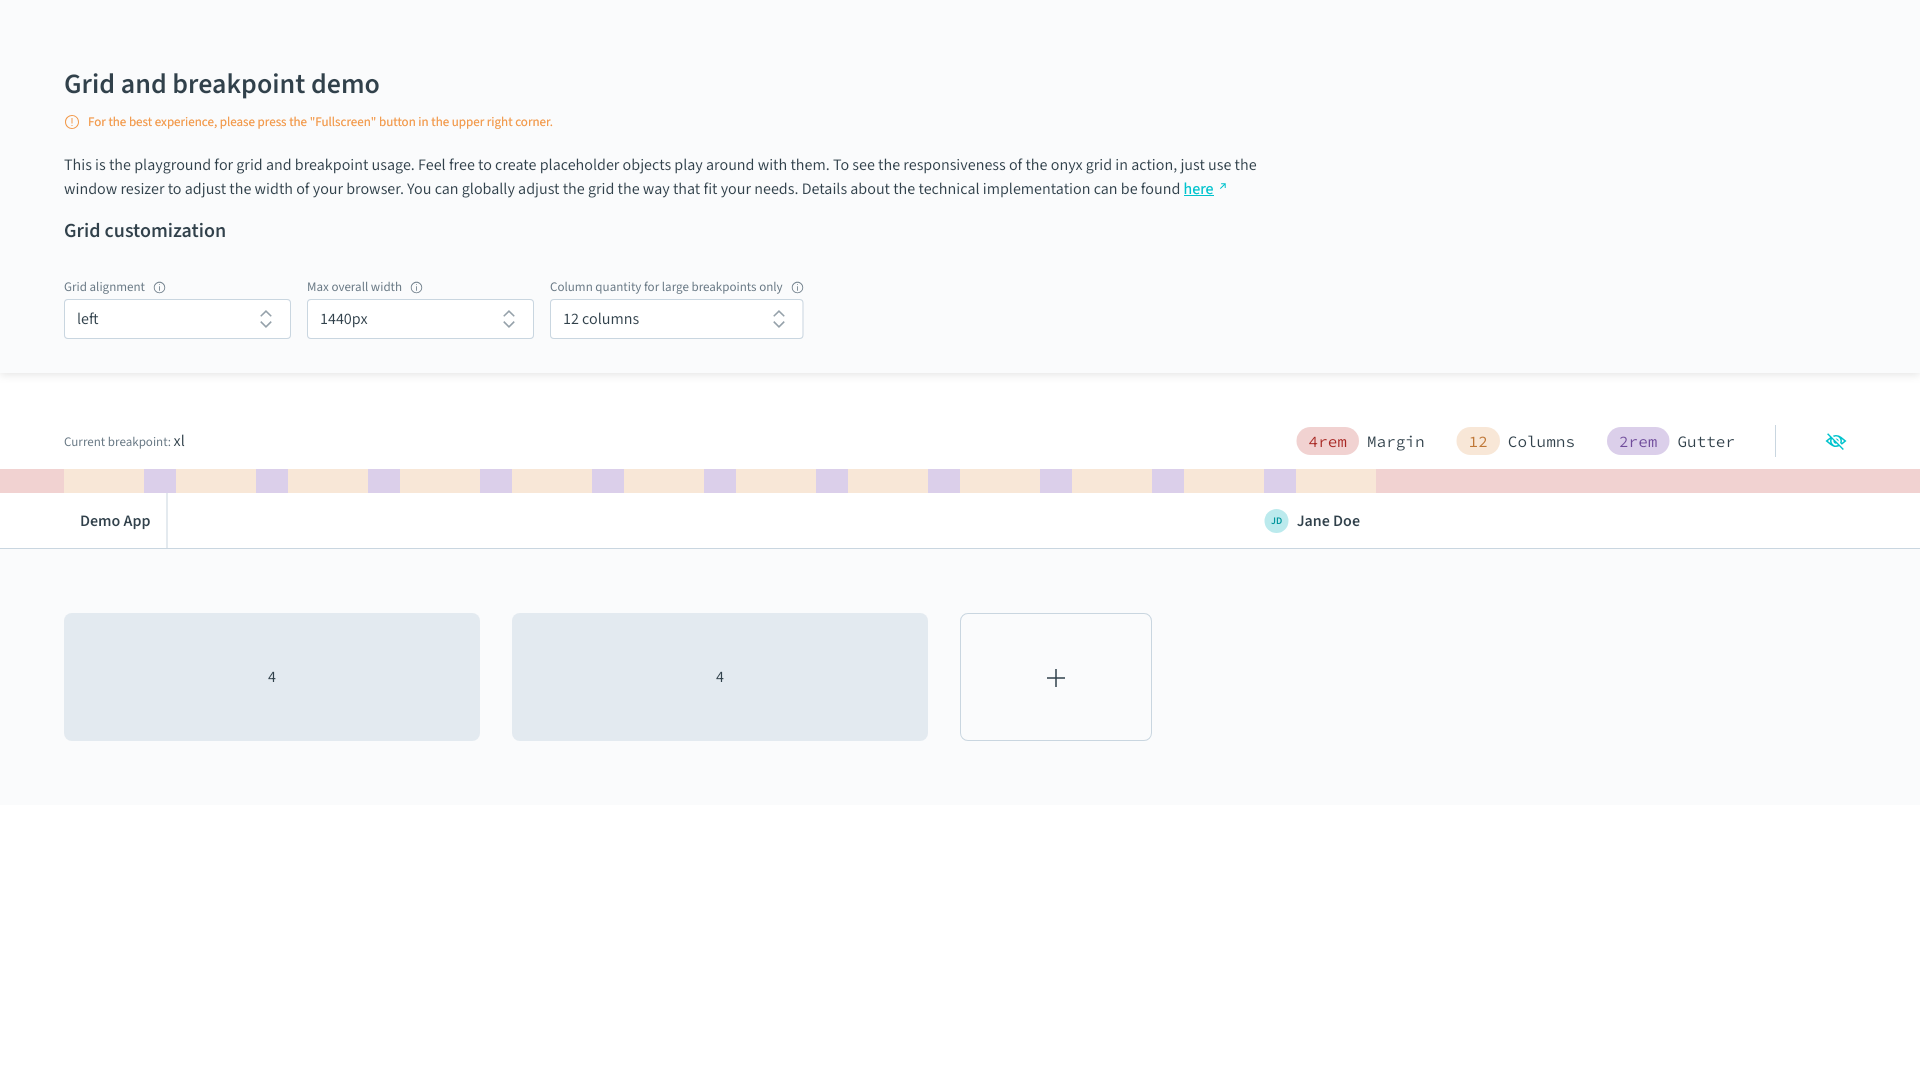 Grid and breakpoint demo
For the best experience, please press the "Fullscreen" button in the upper right corner.
This is the playground for grid and breakpoint usage. Feel free to create placeholder objects play around with them. To see the responsiveness of the onyx grid in action, just use the
window resizer to adjust the width of your browser. You can globally adjust the grid the way that fit your needs. Details about the technical implementation can be found here
Grid customization
Grid alignment Max overall width Column quantity for large breakpoints only
left 1440px 12 columns
Current breakpoint: xl 4rem Margin 12 Columns 2rem Gutter
Demo App JD Jane Doe
4 4